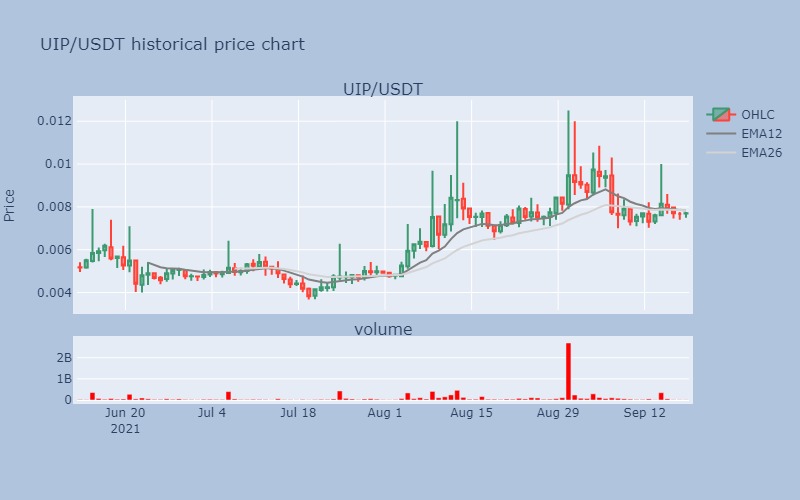 UIP/USDT historical price chart
UIP/USDT
0.012
0.01
0.008
0.006
0.004
Price
OHLC
EMA12
EMA26
volume
2B
1B
0
Jun 20
2021
Jul 4
Jul 18
Aug 1
Aug 15
Aug 29
Sep 12